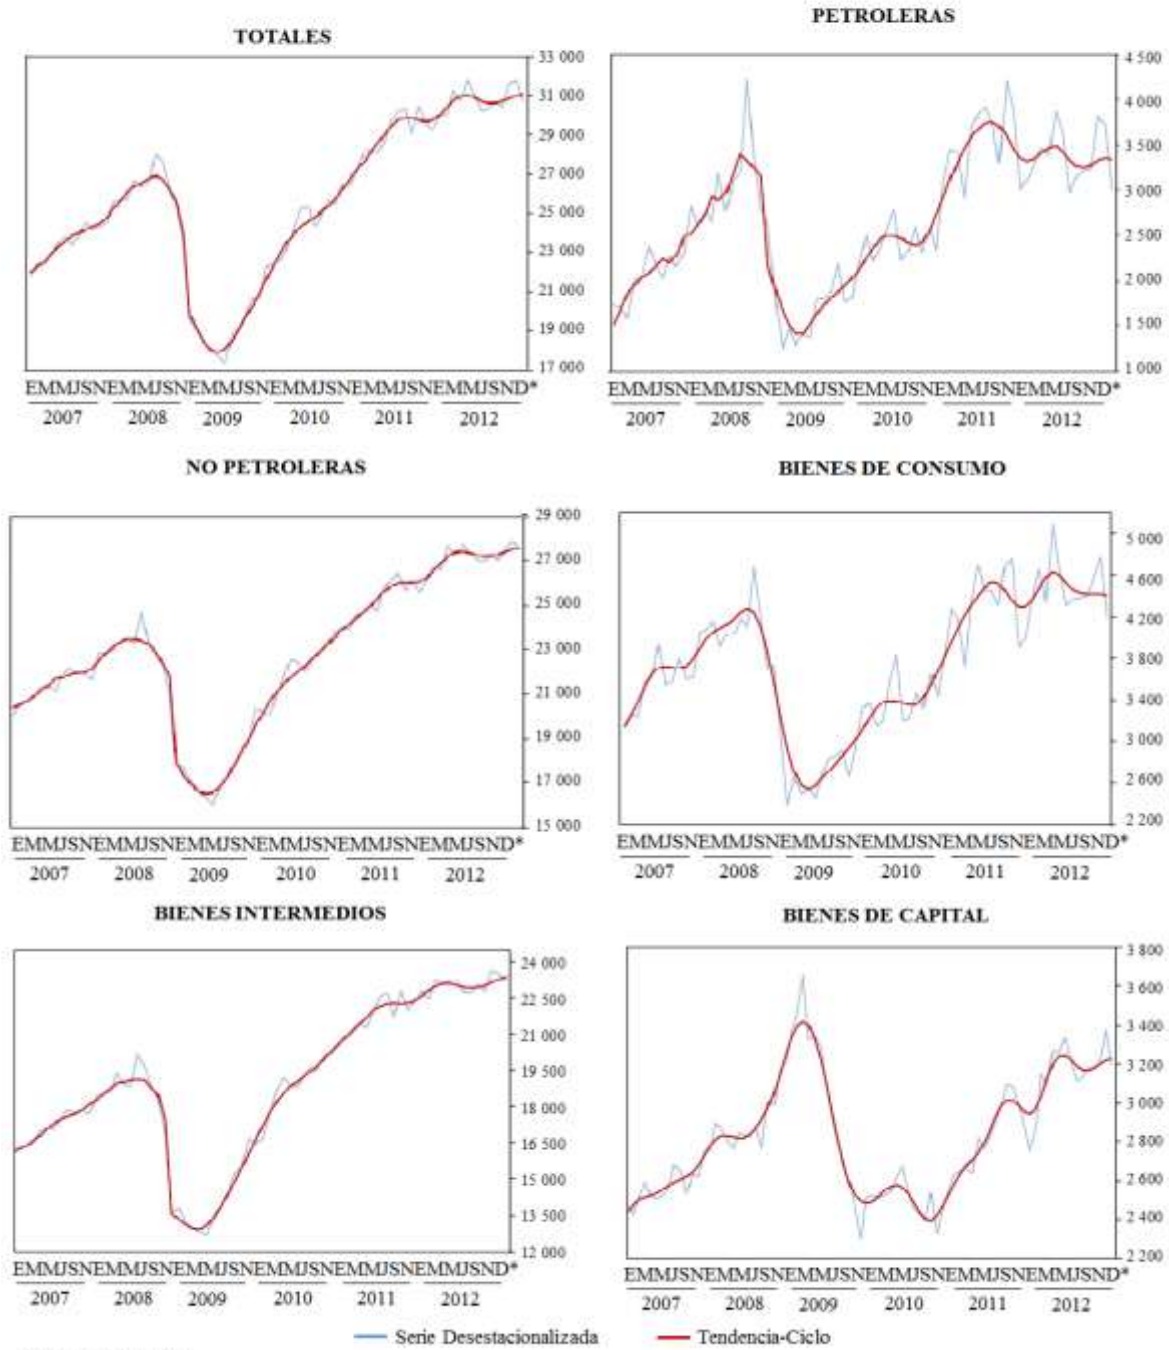 TOTALES
33 000
31 000
29 000
27 000
25 000
23 000
21 000
19 000
17 000
EMMJSNEMMJSNEMMJSNEMMJSNEMMJSNEMMJSND*
2007 2008 2009 2010 2011 2012
PETROLERAS
4 500
4 000
3 500
3 000
2 500
2 000
1 500
1 000
EMMJSNEMMJSNEMMJSNEMMJSNEMMJSNEMMJSND*
2007 2008 2009 2010 2011 2012
NO PETROLERAS
29 000
27 000
25 000
23 000
21 000
19 000
17 000
15 000
EMMJSNEMMJSNEMMJSNEMMJSNEMMJSNEMMJSND*
2007 2008 2009 2010 2011 2012
BIENES DE CONSUMO
5 000
4 600
4 200
3 800
3 400
3 000
2 600
2 200
EMMJSNEMMJSNEMMJSNEMMJSNEMMJSNEMMJSND*
2007 2008 2009 2010 2011 2012
BIENES INTERMEDIOS
24 000
22 500
21 000
19 500
18 000
16 500
15 000
13 500
12 000
EMMJSNEMMJSNEMMJSNEMMJSNEMMJSNEMMJSND*
2007 2008 2009 2010 2011 2012
BIENES DE CAPITAL
3 800
3 600
3 400
3 200
3 000
2 800
2 600
2 400
2 200
EMMJSNEMMJSNEMMJSNEMMJSNEMMJSNEMMJSND*
2007 2008 2009 2010 2011 2012
Serie Desestacionalizada Tendencia-Ciclo